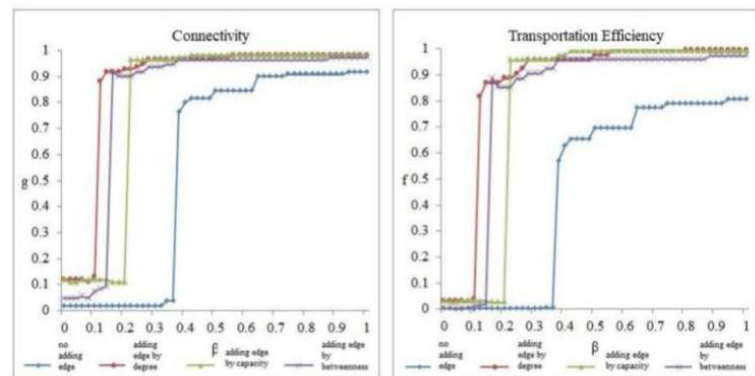 Connectivity
1
0.9
0.8
0.7
0.6
0.5
0.4
0.3
0.2
0.1
0
g
0 0.1 0.2 0.3 0.4 0.5 0.6 0.7 0.8 0.9 1
β
no adding edge
adding edge by degree
adding edge by capacity
adding edge by betweenness
Transportation Efficiency
1
0.9
0.8
0.7
0.6
0.5
0.4
0.3
0.2
0.1
0
f
0 0.1 0.2 0.3 0.4 0.5 0.6 0.7 0.8 0.9 1
β
no adding edge
adding edge by degree
adding edge by capacity
adding edge by betweenness